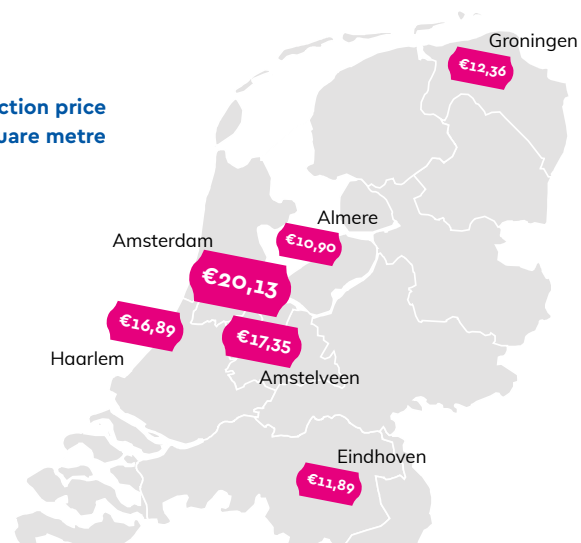 Groningen
€12,36
ction price
uare metre
Almere
€10,90
Amsterdam
€20,13
€16,89
Haarlem
€17,35
Amstelveen
Eindhoven
€11,89